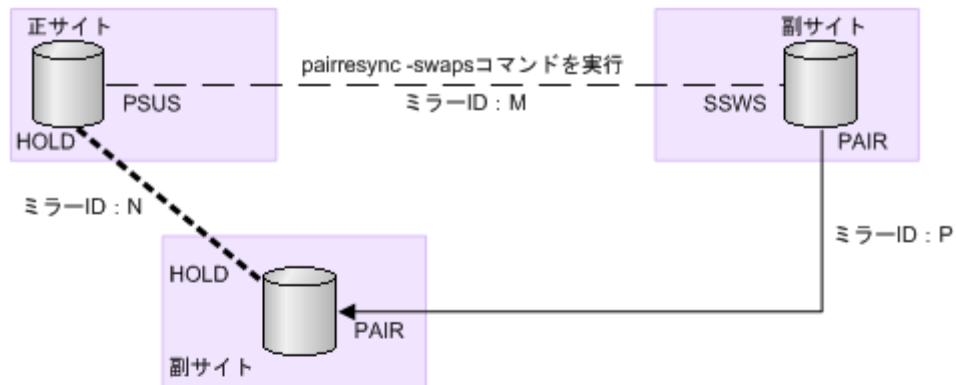 正サイト
副サイト
pairresync -swapsコマンドを実行
PSUS
ミラーID：M
SSWS
HOLD
PAIR
ミラーID：N
ミラーID：P
HOLD
PAIR
副サイト